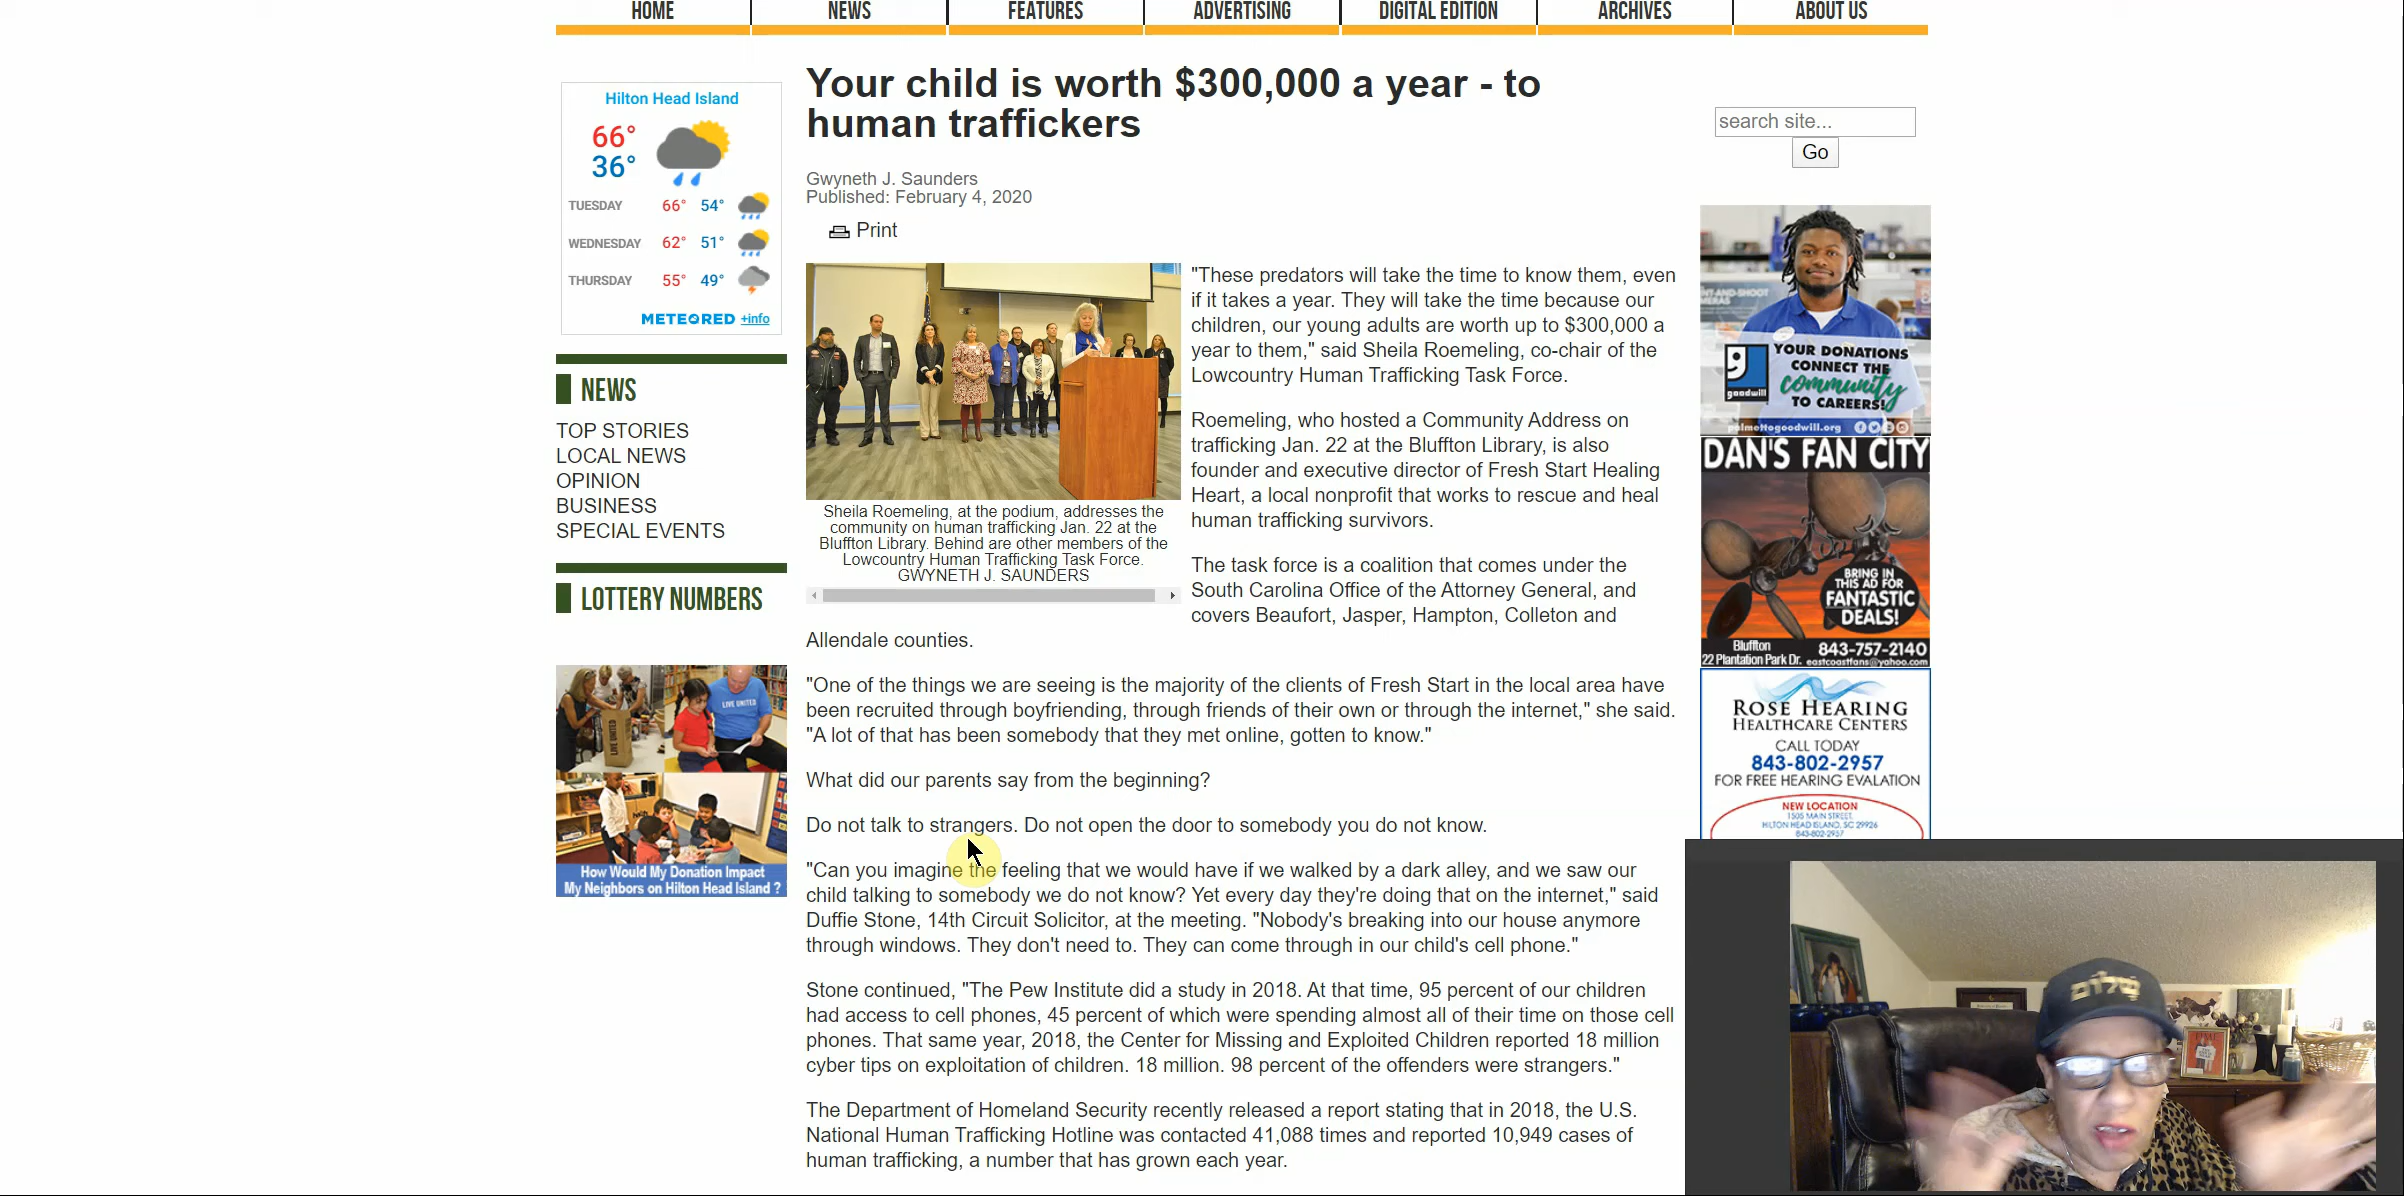 HOME
NEWS
FEATURES
ADVERTISING
DIGITAL EDITION
ARCHIVES
ABOUT US
Hilton Head Island
66°
36°
TUESDAY 66° 54°
WEDNESDAY 62° 51°
THURSDAY 55° 49°
METEORED +info
NEWS
TOP STORIES
LOCAL NEWS
OPINION
BUSINESS
SPECIAL EVENTS
LOTTERY NUMBERS
LIVE UNITED
LIVE UNITED
How Would My Donation Impact
My Neighbors on Hilton Head Island ?
Your child is worth $300,000 a year - to
human traffickers
Gwyneth J. Saunders
Published: February 4, 2020
Print
Sheila Roemeling, at the podium, addresses the
community on human trafficking Jan. 22 at the
Bluffton Library. Behind are other members of the
Lowcountry Human Trafficking Task Force.
GWYNETH J. SAUNDERS
"These predators will take the time to know them, even
if it takes a year. They will take the time because our
children, our young adults are worth up to $300,000 a
year to them," said Sheila Roemeling, co-chair of the
Lowcountry Human Trafficking Task Force.
Roemeling, who hosted a Community Address on
trafficking Jan. 22 at the Bluffton Library, is also
founder and executive director of Fresh Start Healing
Heart, a local nonprofit that works to rescue and heal
human trafficking survivors.
The task force is a coalition that comes under the
South Carolina Office of the Attorney General, and
covers Beaufort, Jasper, Hampton, Colleton and
Allendale counties.
"One of the things we are seeing is the majority of the clients of Fresh Start in the local area have
been recruited through boyfriending, through friends of their own or through the internet," she said.
"A lot of that has been somebody that they met online, gotten to know."
What did our parents say from the beginning?
Do not talk to strangers. Do not open the door to somebody you do not know.
"Can you imagine the feeling that we would have if we walked by a dark alley, and we saw our
child talking to somebody we do not know? Yet every day they're doing that on the internet," said
Duffie Stone, 14th Circuit Solicitor, at the meeting. "Nobody's breaking into our house anymore
through windows. They don't need to. They can come through in our child's cell phone."
Stone continued, "The Pew Institute did a study in 2018. At that time, 95 percent of our children
had access to cell phones, 45 percent of which were spending almost all of their time on those cell
phones. That same year, 2018, the Center for Missing and Exploited Children reported 18 million
cyber tips on exploitation of children. 18 million. 98 percent of the offenders were strangers."
The Department of Homeland Security recently released a report stating that in 2018, the U.S.
National Human Trafficking Hotline was contacted 41,088 times and reported 10,949 cases of
human trafficking, a number that has grown each year.
search site...
Go
goodwill
YOUR DONATIONS
CONNECT THE
community
TO CAREERS!
palmettogoodwill.org
DAN'S FAN CITY
BRING IN
THIS AD FOR
FANTASTIC
DEALS!
Bluffton 843-757-2140
22 Plantation Park Dr. eastcoastfans@yahoo.com
ROSE HEARING
HEALTHCARE CENTERS
CALL TODAY
843-802-2957
FOR FREE HEARING EVALATION
NEW LOCATION
1505 MAIN STREET,
HILTON HEAD ISLAND, SC 29926
843-802-2957
שלום